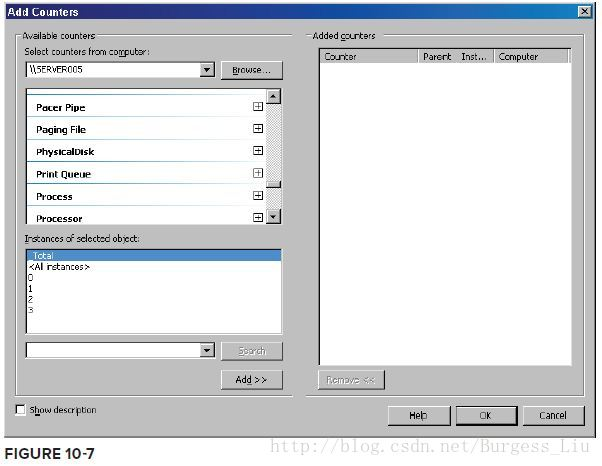 Add Counters
Available counters
Select counters from computer:
\\SERVER005
Browse...
Pacer Pipe
Paging File
PhysicalDisk
Print Queue
Process
Processor
Instances of selected object:
_Total
<All instances>
0
1
2
3
Search
Add >>
Show description
Added counters
Counter Parent Inst... Computer
Remove <<
Help
OK
Cancel
http://blog.csdn.net/Burgess_Liu
FIGURE 10-7